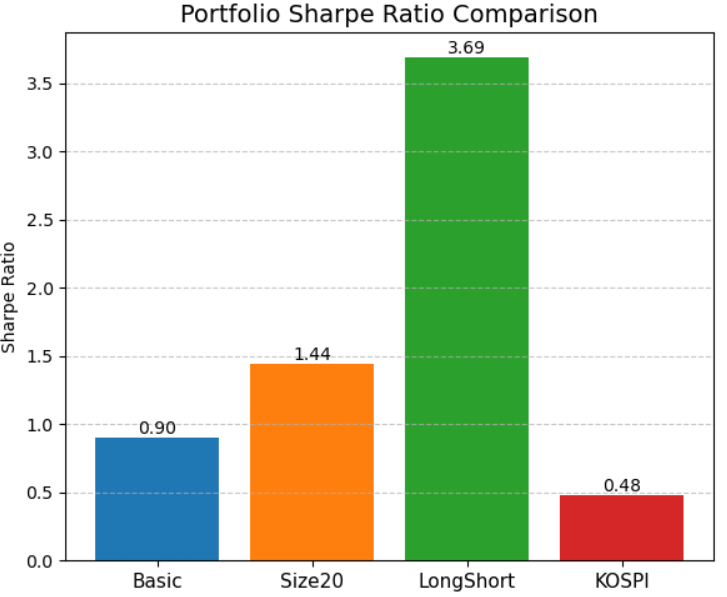 Portfolio Sharpe Ratio Comparison
Sharpe Ratio
3.5
3.0
2.5
2.0
1.5
1.0
0.5
0.0
0.90
1.44
3.69
0.48
Basic
Size20
LongShort
KOSPI